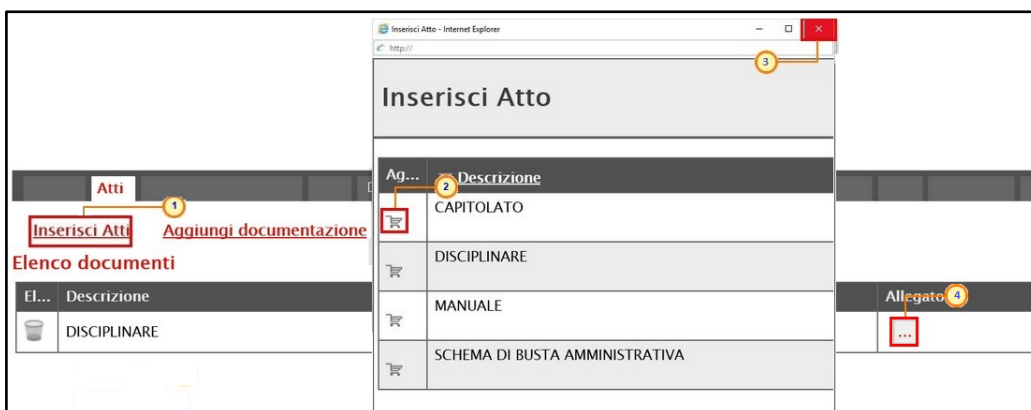 Inserisci Atto - Internet Explorer
http://
3
Inserisci Atto
Ag... Descrizione
2
CAPITOLATO
DISCIPLINARE
MANUALE
SCHEMA DI BUSTA AMMINISTRATIVA
Atti
1
Inserisci Atti Aggiungi documentazione
Elenco documenti
El... Descrizione Allegato 4
DISCIPLINARE ...